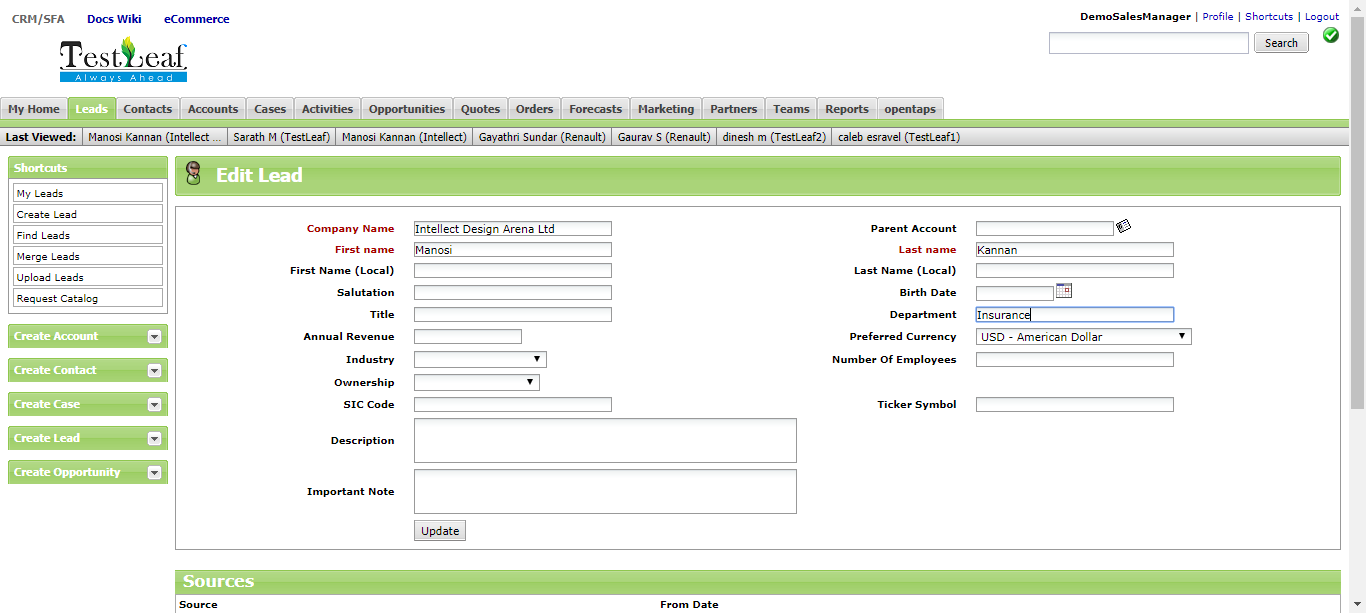 CRM/SFA Docs Wiki eCommerce
DemoSalesManager | Profile | Shortcuts | Logout
TestLeaf
Always Ahead
Search
My Home Leads Contacts Accounts Cases Activities Opportunities Quotes Orders Forecasts Marketing Partners Teams Reports opentaps
Last Viewed: Manosi Kannan (Intellect ... Sarath M (TestLeaf) Manosi Kannan (Intellect) Gayathri Sundar (Renault) Gaurav S (Renault) dinesh m (TestLeaf2) caleb esravel (TestLeaf1)
Shortcuts
My Leads
Create Lead
Find Leads
Merge Leads
Upload Leads
Request Catalog
Create Account
Create Contact
Create Case
Create Lead
Create Opportunity
Edit Lead
Company Name Intellect Design Arena Ltd Parent Account
First name Manosi Last name Kannan
First Name (Local) Last Name (Local)
Salutation Birth Date
Title Department Insurance
Annual Revenue Preferred Currency USD - American Dollar
Industry Number Of Employees
Ownership
SIC Code Ticker Symbol
Description
Important Note
Update
Sources
Source From Date